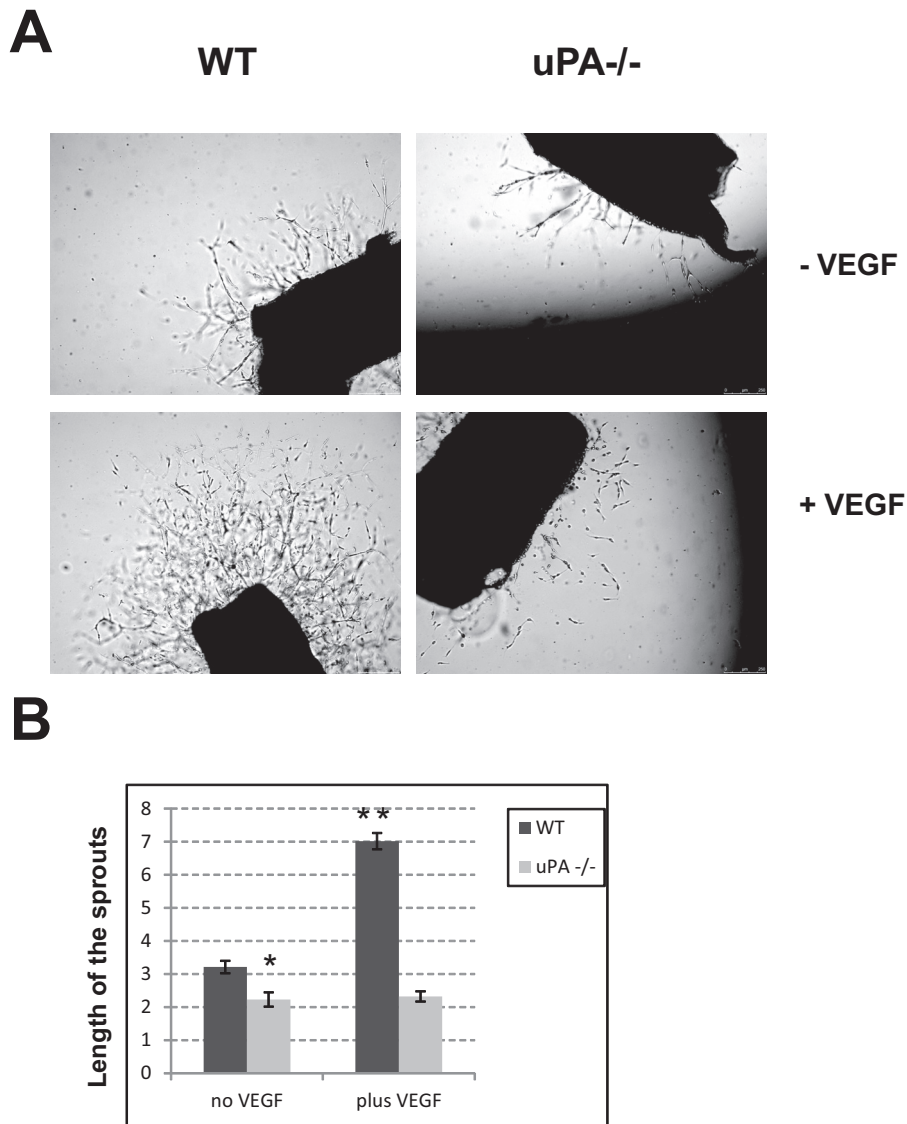 A
WT
uPA-/-
- VEGF
+ VEGF
B
Length of the sprouts
8
7
6
5
4
3
2
1
0
**
*
no VEGF
plus VEGF
WT
uPA -/-